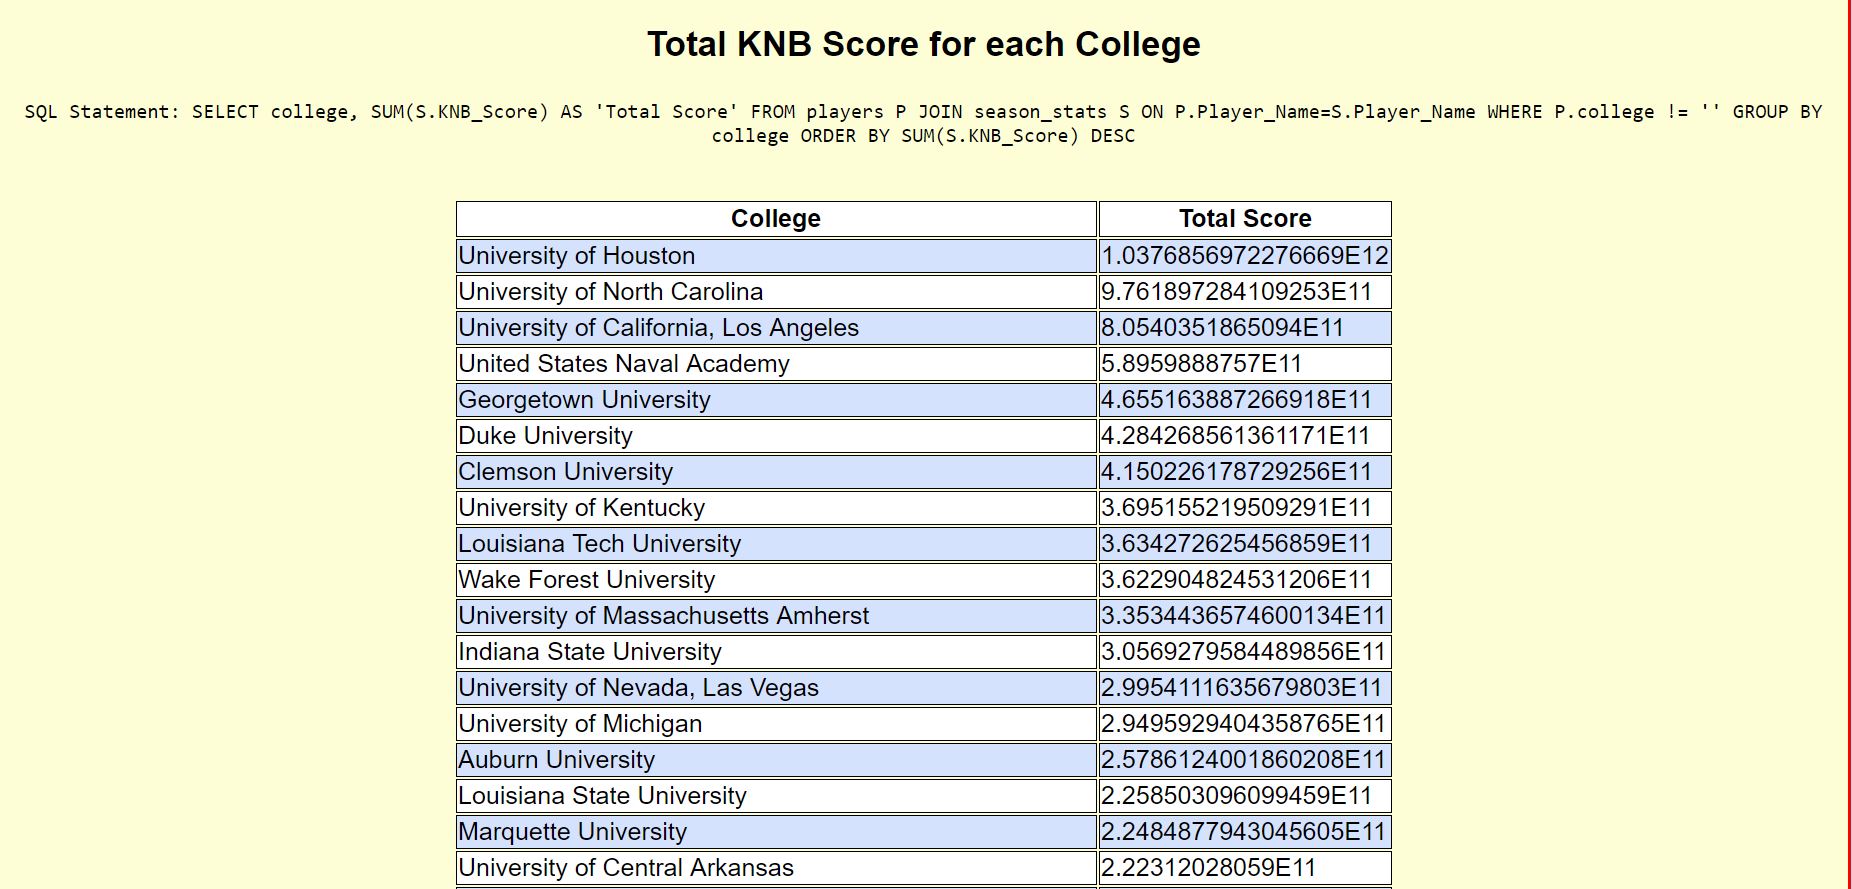 Total KNB Score for each College
SQL Statement: SELECT college, SUM(S.KNB_Score) AS 'Total Score' FROM players P JOIN season_stats S ON P.Player_Name=S.Player_Name WHERE P.college != '' GROUP BY
college ORDER BY SUM(S.KNB_Score) DESC
College Total Score
University of Houston 1.0376856972276669E12
University of North Carolina 9.761897284109253E11
University of California, Los Angeles 8.0540351865094E11
United States Naval Academy 5.8959888757E11
Georgetown University 4.655163887266918E11
Duke University 4.284268561361171E11
Clemson University 4.150226178729256E11
University of Kentucky 3.695155219509291E11
Louisiana Tech University 3.634272625456859E11
Wake Forest University 3.622904824531206E11
University of Massachusetts Amherst 3.3534436574600134E11
Indiana State University 3.0569279584489856E11
University of Nevada, Las Vegas 2.9954111635679803E11
University of Michigan 2.9495929404358765E11
Auburn University 2.5786124001860208E11
Louisiana State University 2.258503096099459E11
Marquette University 2.2484877943045605E11
University of Central Arkansas 2.22312028059E11